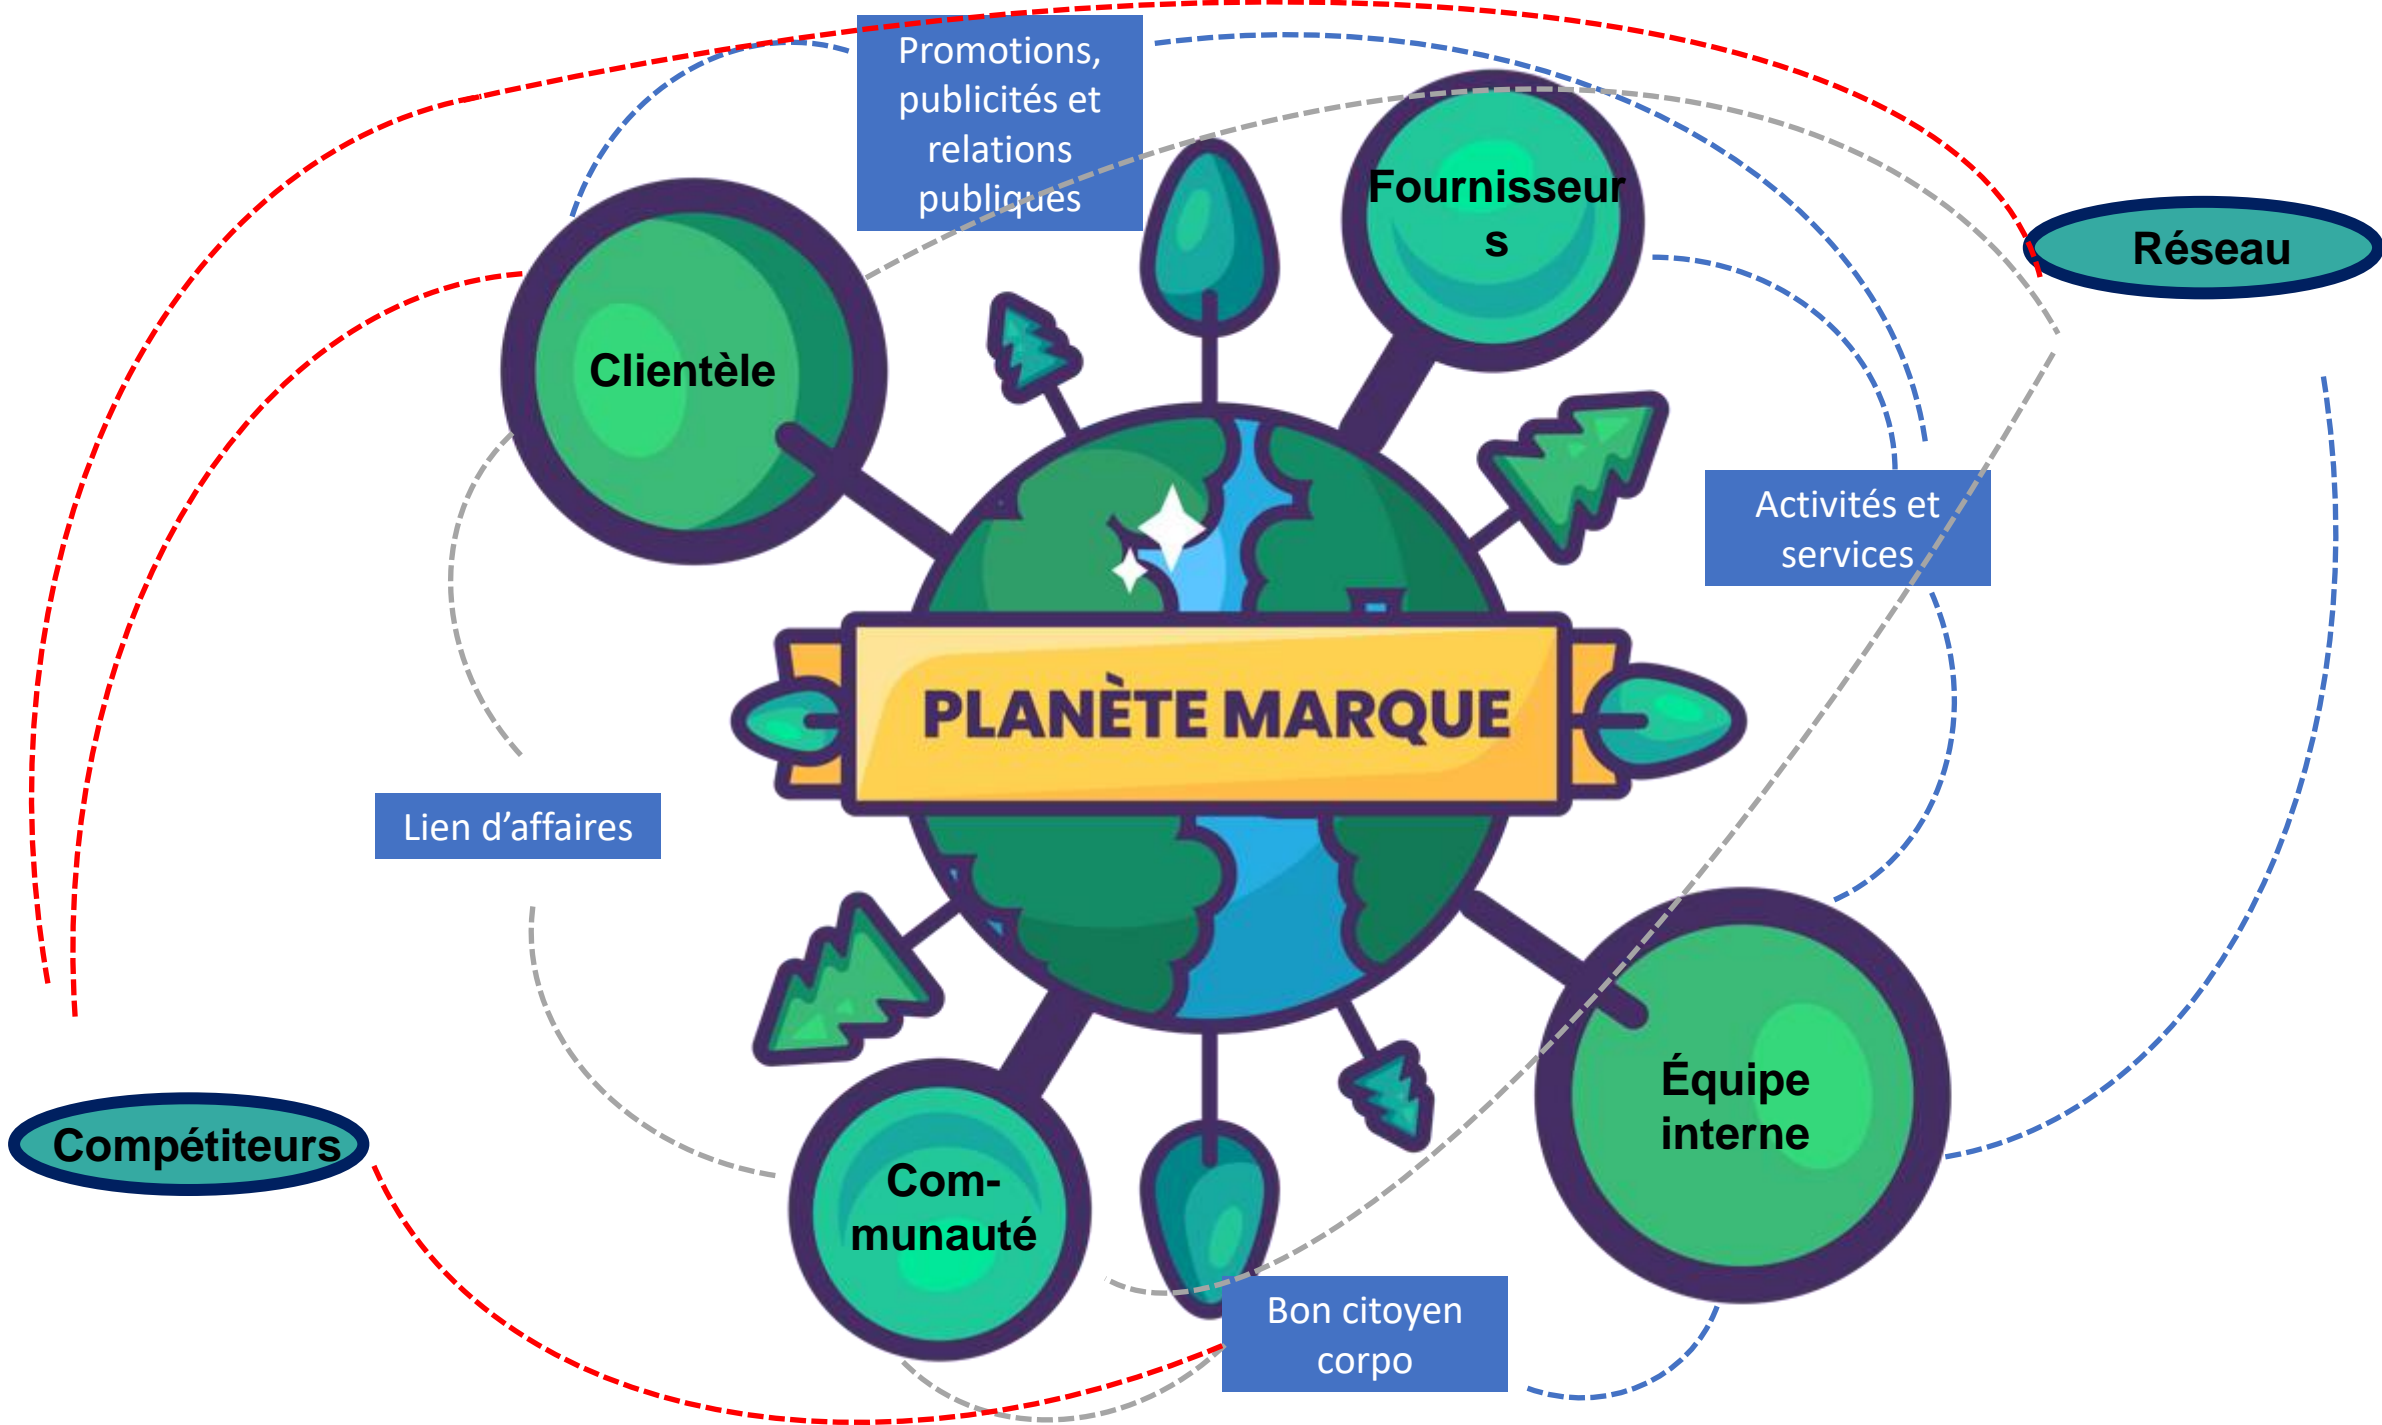 Promotions,
publicités et
relations
publiques
Fournisseur
s
Réseau
Clientèle
Activités et
services
PLANÈTE MARQUE
Lien d’affaires
Équipe
interne
Compétiteurs
Com-
munauté
Bon citoyen
corpo